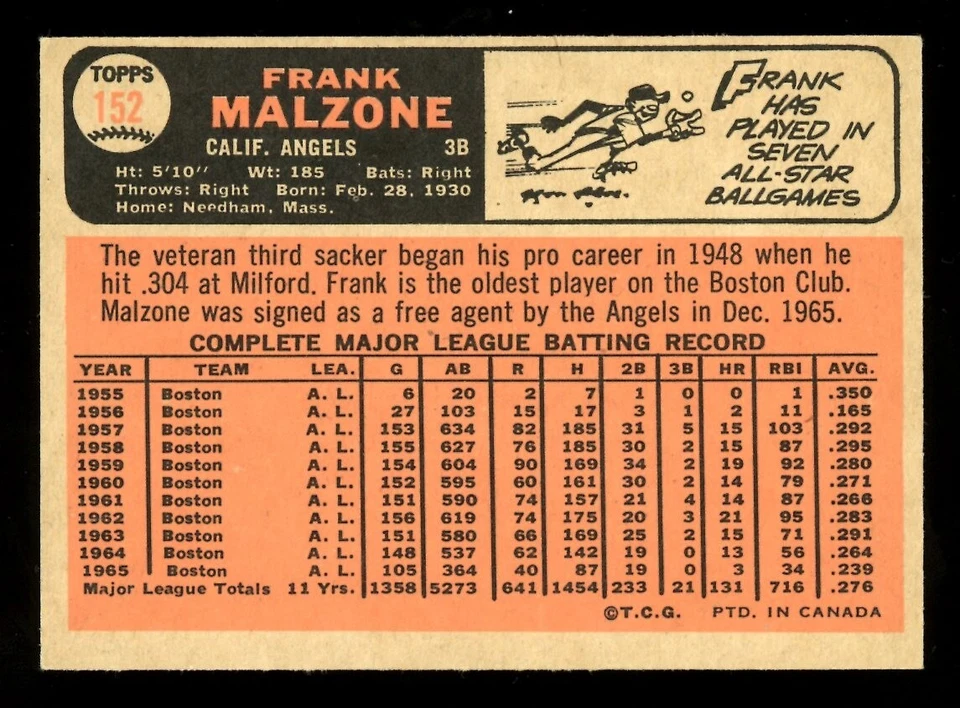 TOPPS
152
FRANK
MALZONE
CALIF. ANGELS 3B
Ht: 5'10" Wt: 185 Bats: Right
Throws: Right Born: Feb. 28, 1930
Home: Needham, Mass.
FRANK
HAS
PLAYED IN
SEVEN
ALL-STAR
BALLGAMES
The veteran third sacker began his pro career in 1948 when he
hit .304 at Milford. Frank is the oldest player on the Boston Club.
Malzone was signed as a free agent by the Angels in Dec. 1965.
COMPLETE MAJOR LEAGUE BATTING RECORD
YEAR TEAM LEA. G AB R H 2B 3B HR RBI AVG.
1955 Boston A. L. 6 20 2 7 1 0 0 1 .350
1956 Boston A. L. 27 103 15 17 3 1 2 11 .165
1957 Boston A. L. 153 634 82 185 31 5 15 103 .292
1958 Boston A. L. 155 627 76 185 30 2 15 87 .295
1959 Boston A. L. 154 604 90 169 34 2 19 92 .280
1960 Boston A. L. 152 595 60 161 30 2 14 79 .271
1961 Boston A. L. 151 590 74 157 21 4 14 87 .266
1962 Boston A. L. 156 619 74 175 20 3 21 95 .283
1963 Boston A. L. 151 580 66 169 25 2 15 71 .291
1964 Boston A. L. 148 537 62 142 19 0 13 56 .264
1965 Boston A. L. 105 364 40 87 19 0 3 34 .239
Major League Totals 11 Yrs. 1358 5273 641 1454 233 21 131 716 .276
©T.C.G. PTD. IN CANADA